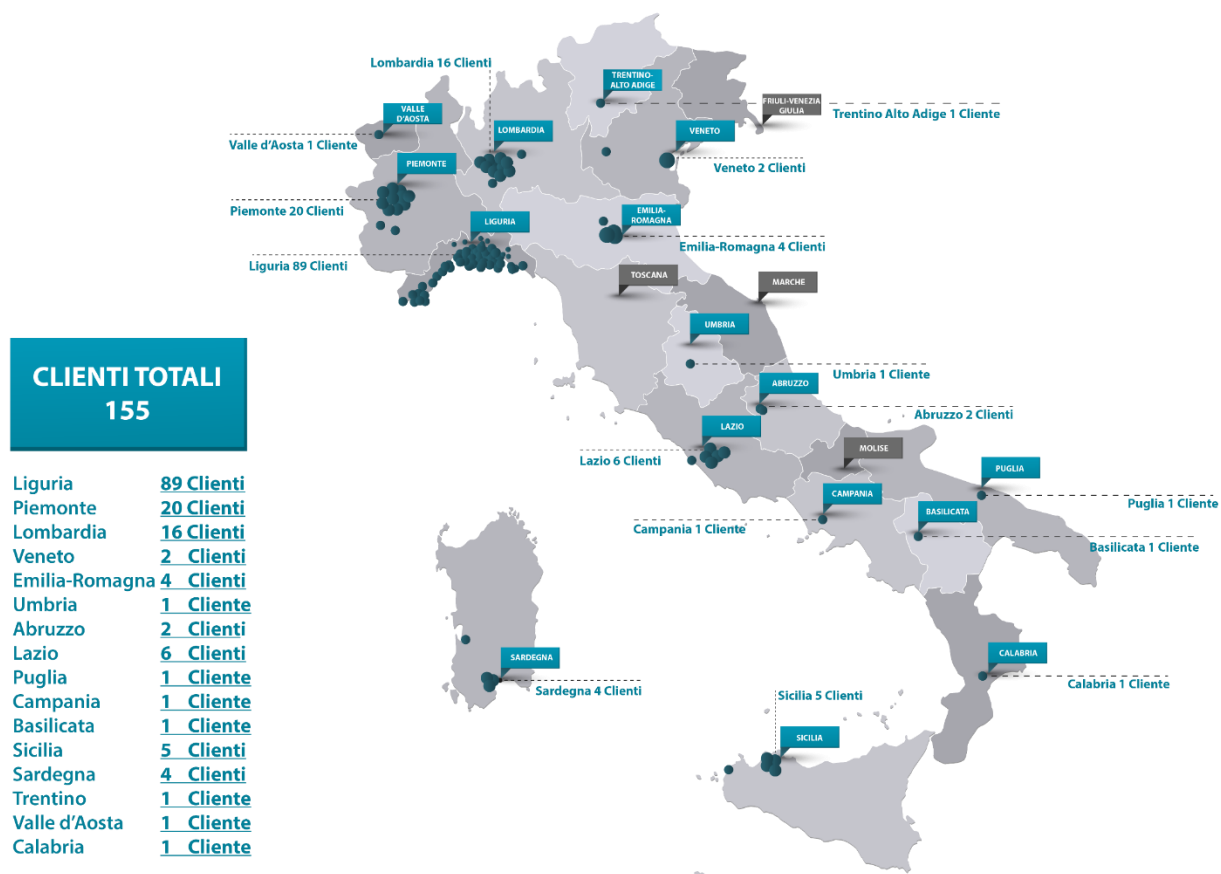 Lombardia 16 Clienti
TRENTINO-
ALTO ADIGE
FRIULI-VENEZIA
GIULIA
Trentino Alto Adige 1 Cliente
VALLE
D'AOSTA
LOMBARDIA
VENETO
Valle d'Aosta 1 Cliente
PIEMONTE
Veneto 2 Clienti
Piemonte 20 Clienti
LIGURIA
EMILIA-
ROMAGNA
Emilia-Romagna 4 Clienti
Liguria 89 Clienti
TOSCANA
MARCHE
UMBRIA
Umbria 1 Cliente
ABRUZZO
Abruzzo 2 Clienti
LAZIO
Lazio 6 Clienti
MOLISE
PUGLIA
Puglia 1 Cliente
CAMPANIA
Campania 1 Cliente
BASILICATA
Basilicata 1 Cliente
SARDEGNA
Sardegna 4 Clienti
CALABRIA
Calabria 1 Cliente
Sicilia 5 Clienti
SICILIA
CLIENTI TOTALI
155
Liguria 89 Clienti
Piemonte 20 Clienti
Lombardia 16 Clienti
Veneto 2 Clienti
Emilia-Romagna 4 Clienti
Umbria 1 Cliente
Abruzzo 2 Clienti
Lazio 6 Clienti
Puglia 1 Cliente
Campania 1 Cliente
Basilicata 1 Cliente
Sicilia 5 Clienti
Sardegna 4 Clienti
Trentino 1 Cliente
Valle d'Aosta 1 Cliente
Calabria 1 Cliente